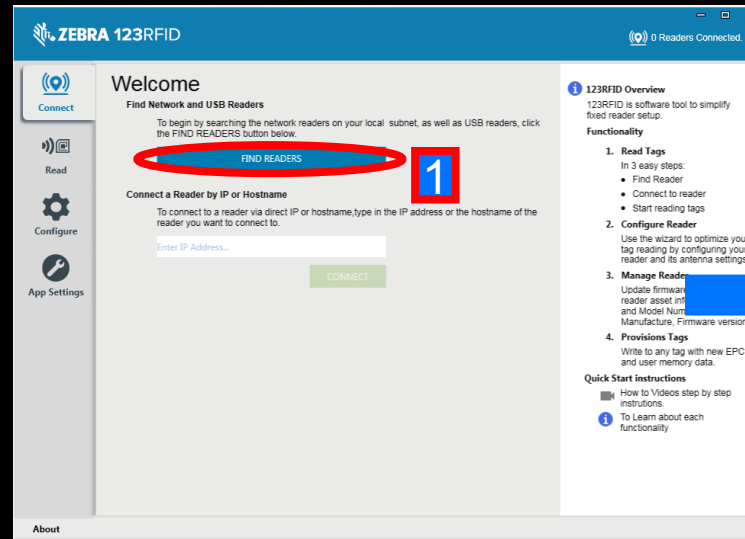 ZEBRA 123RFID
0 Readers Connected.
Connect
Read
Configure
App Settings
Welcome
Find Network and USB Readers
To begin by searching the network readers on your local subnet, as well as USB readers, click
the FIND READERS button below.
FIND READERS
1
Connect a Reader by IP or Hostname
To connect to a reader via direct IP or hostname,type in the IP address or the hostname of the
reader you want to connect to.
Enter IP Address...
CONNECT
123RFID Overview
123RFID is software tool to simplify
fixed reader setup.
Functionality
1. Read Tags
In 3 easy steps:
• Find Reader
• Connect to reader
• Start reading tags
2. Configure Reader
Use the wizard to optimize
tag reading by configuring
reader and its antenna settings
3. Manage
Update
reader asset
and Model
Manufacture, Firmware version
4. Provisions Tags
Write to any tag with new EPC
and user memory data.
Quick Start instructions
How to Videos step by step
instrutions.
To Learn about each
functionality
About